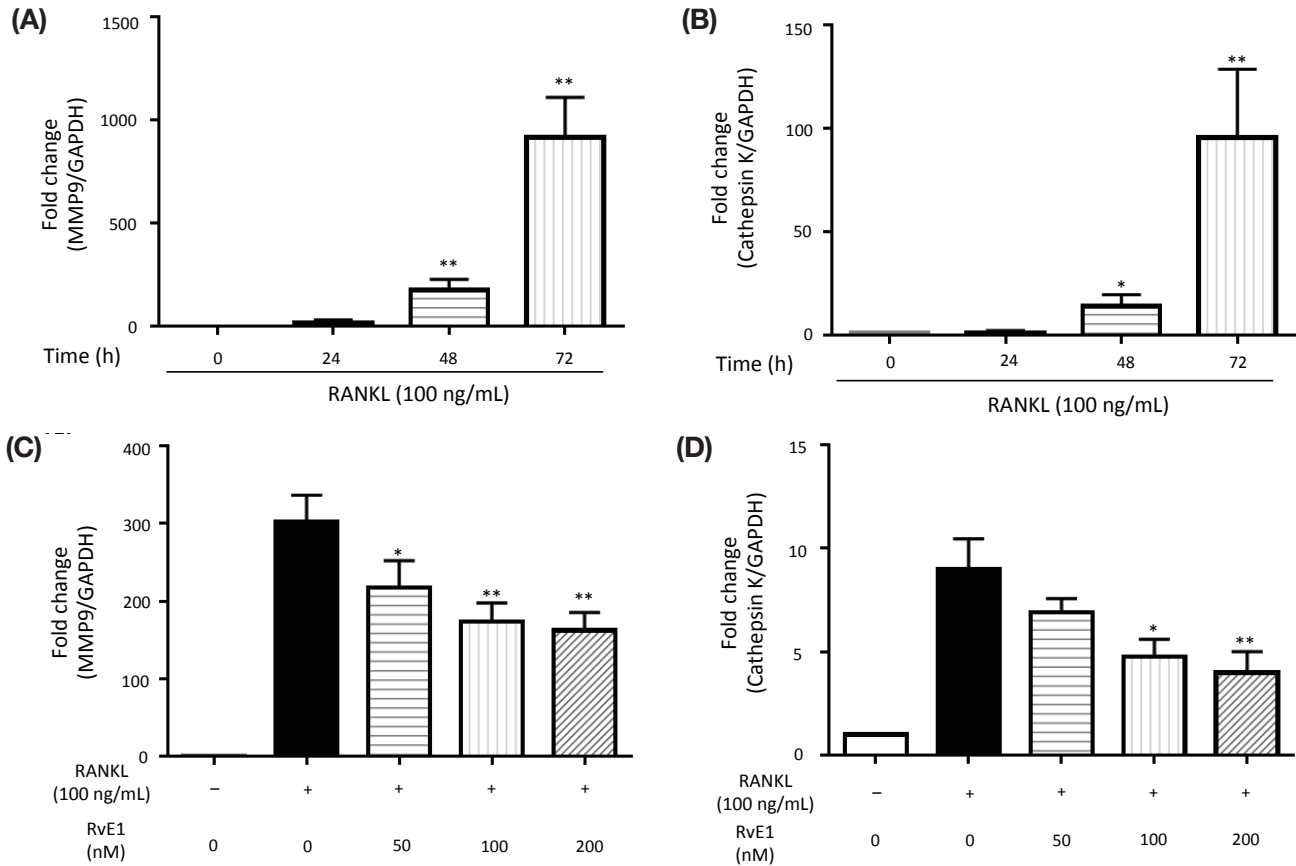 (A)
Fold change
(MMP9/GAPDH)
1500
1000
500
0
**
**
Time (h)
0 24 48 72
RANKL (100 ng/mL)
(B)
Fold change
(Cathepsin K/GAPDH)
150
100
50
0
*
**
Time (h)
0 24 48 72
RANKL (100 ng/mL)
(C)
Fold change
(MMP9/GAPDH)
400
300
200
100
0
*
**
**
RANKL
(100 ng/mL)
– + + + +
RvE1
(nM)
0 0 50 100 200
(D)
Fold change
(Cathepsin K/GAPDH)
15
10
5
0
*
**
RANKL
(100 ng/mL)
– + + + +
RvE1
(nM)
0 0 50 100 200